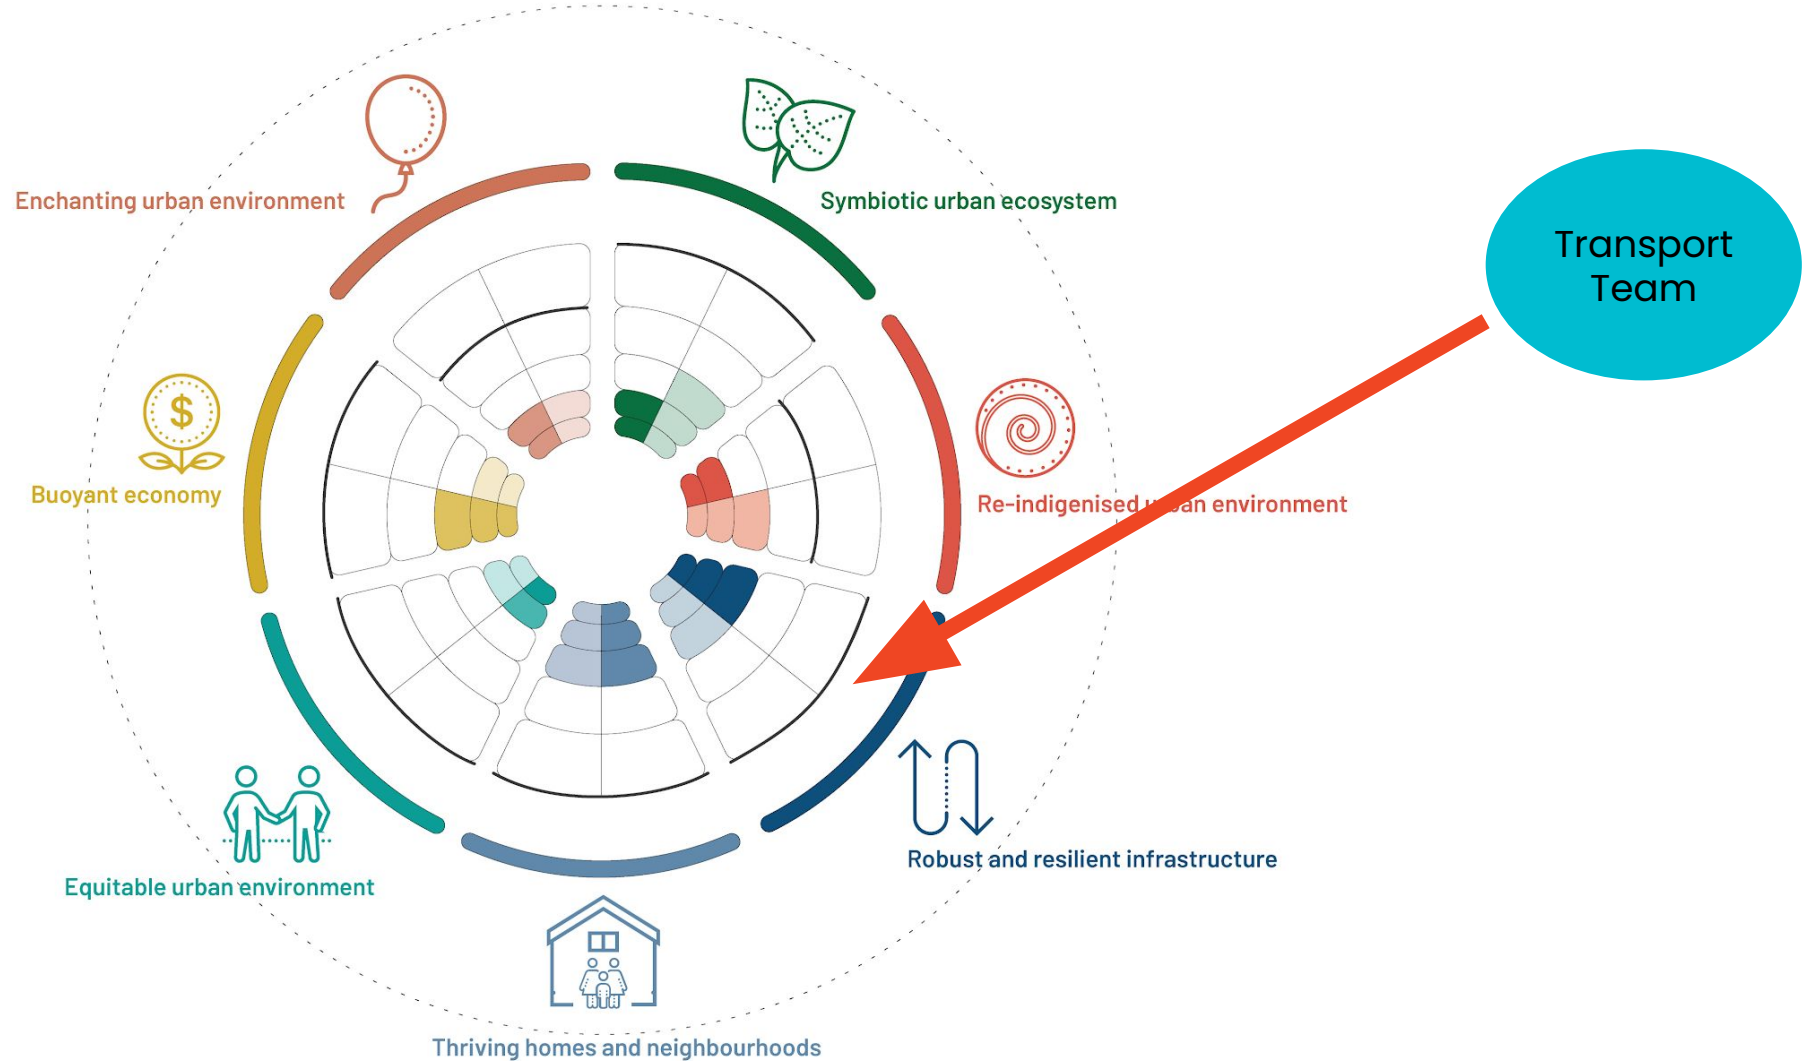 Enchanting urban environment
Symbiotic urban ecosystem
Transport
Team
$
Buoyant economy
Re-indigenised urban environment
Robust and resilient infrastructure
Equitable urban environment
Thriving homes and neighbourhoods